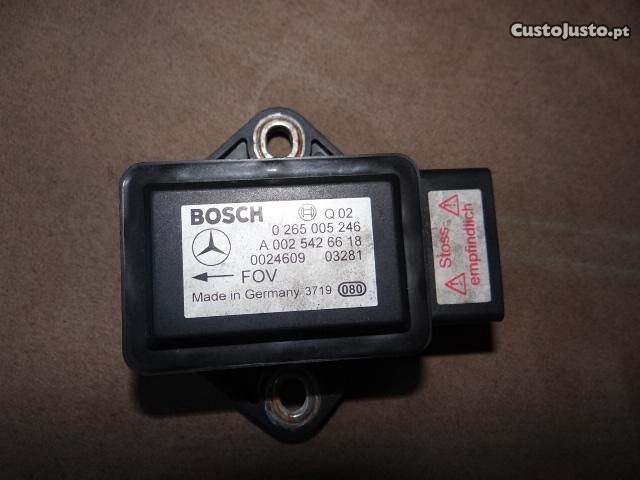 CustoJusto.pt
BOSCH Q 02
0 265 005 246
A 002 542 66 18
0024609 03281
FOV
Made in Germany 3719 080
Stoss-
empfindlich